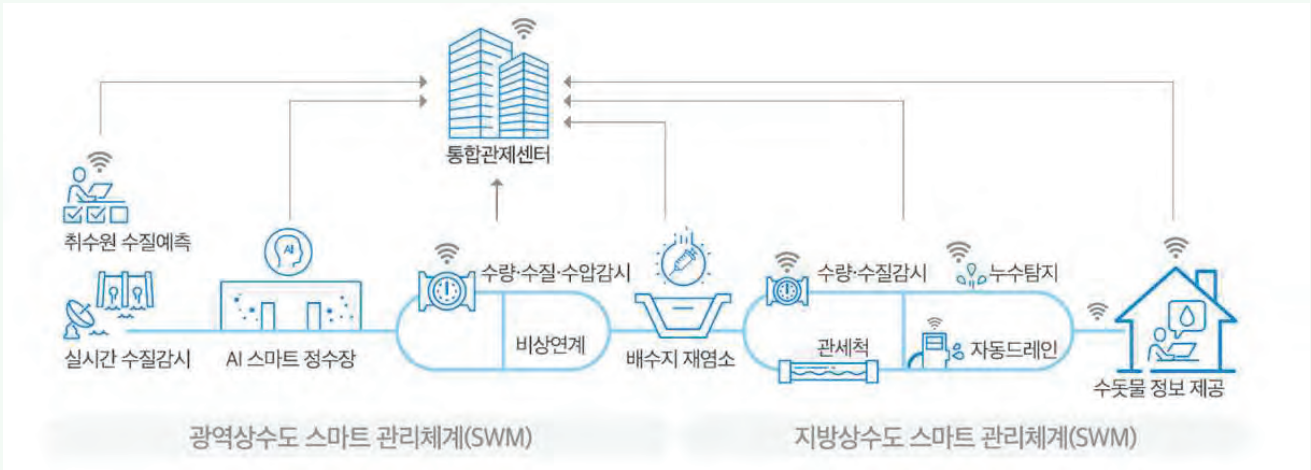 통합관제센터
취수원 수질예측
실시간 수질감시
AI
AI 스마트 정수장
수량·수질·수압감시
비상연계
배수지 재염소
수량·수질감시
누수탐지
관세척
자동드레인
수돗물 정보 제공
광역상수도 스마트 관리체계(SWM)
지방상수도 스마트 관리체계(SWM)